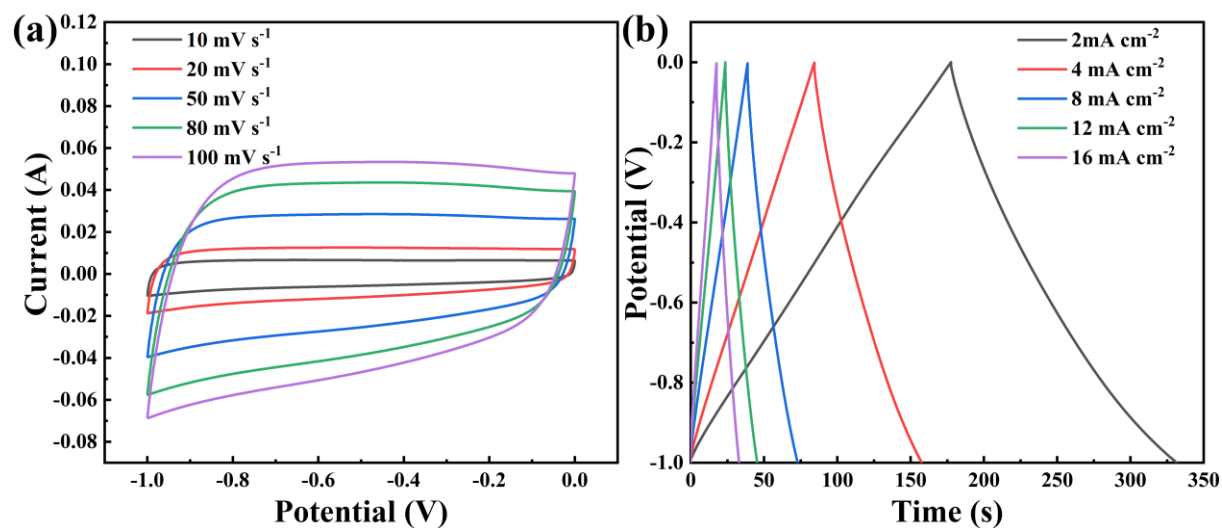 (a)
10 mV s⁻¹
20 mV s⁻¹
50 mV s⁻¹
80 mV s⁻¹
100 mV s⁻¹
Current (A)
0.12
0.10
0.08
0.06
0.04
0.02
0.00
-0.02
-0.04
-0.06
-0.08
-1.0 -0.8 -0.6 -0.4 -0.2 0.0
Potential (V)
(b)
2mA cm⁻²
4 mA cm⁻²
8 mA cm⁻²
12 mA cm⁻²
16 mA cm⁻²
Potential (V)
0.0
-0.2
-0.4
-0.6
-0.8
-1.0
0 50 100 150 200 250 300 350
Time (s)